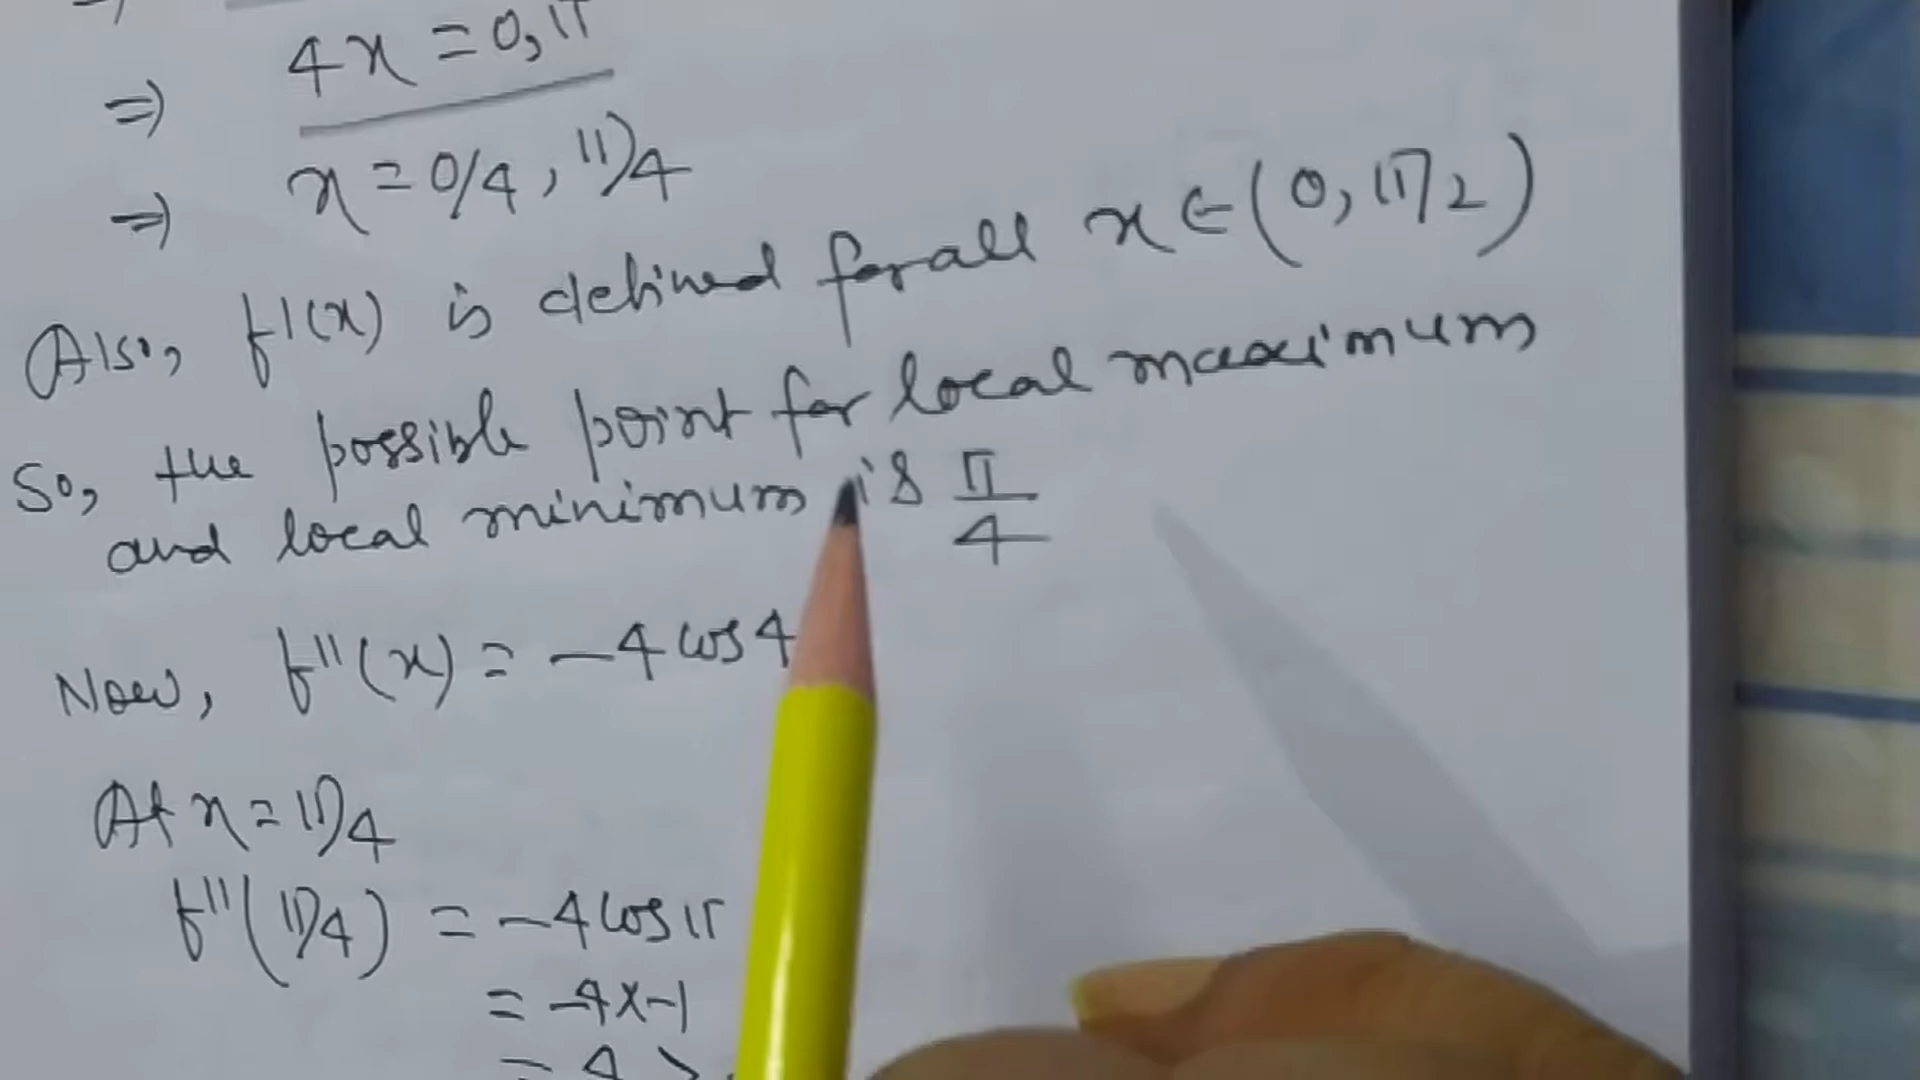 ⇒ 4x = 0, π
⇒ x = 0/4, π/4
Also, f'(x) is defined for all x ∈ (0, π/2)
So, the possible point for local maximum
and local minimum is π/4
Now, f''(x) = -4 cos 4
At x = π/4
f''(π/4) = -4 cos π
= -4 x -1
= 4 >